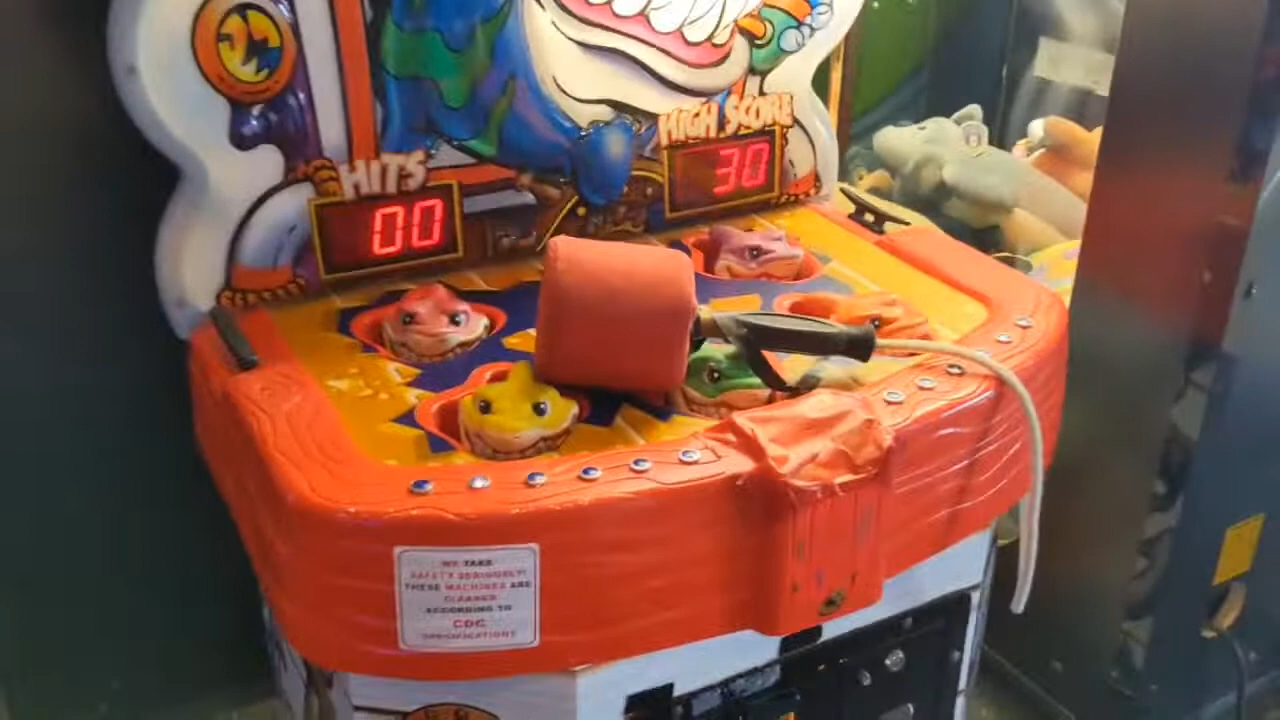 HIGH SCORE
30
HITS
00
WE TAKE
SAFETY SERIOUSLY!
THESE MACHINES ARE
CLEANED
ACCORDING TO
CDC
SPECIFICATIONS